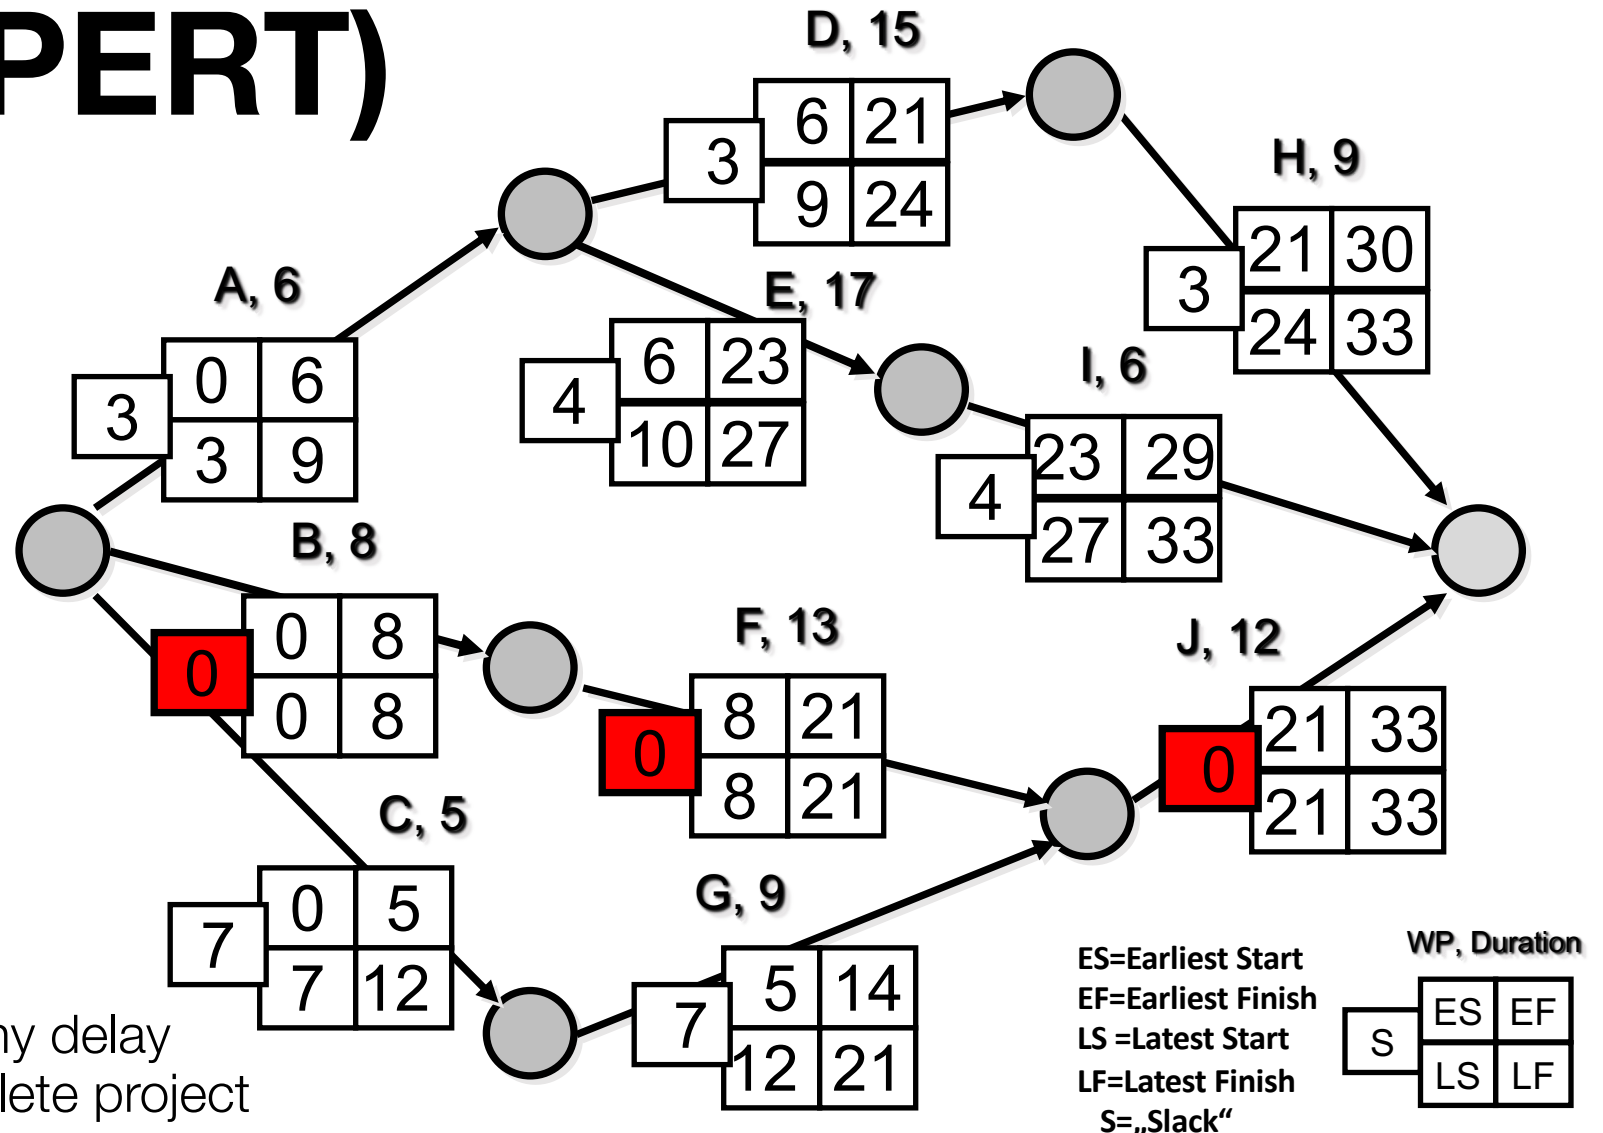 PERT)
D, 15
6 21
3
9 24
H, 9
21 30
3
24 33
A, 6
0 6
3
3 9
E, 17
6 23
4
10 27
I, 6
23 29
4
27 33
B, 8
0 8
0
0 8
F, 13
8 21
0
8 21
J, 12
21 33
0
21 33
C, 5
0 5
7
7 12
G, 9
5 14
7
12 21
ny delay
lete project
ES=Earliest Start
EF=Earliest Finish
LS =Latest Start
LF=Latest Finish
S=„Slack“
WP, Duration
ES EF
S
LS LF